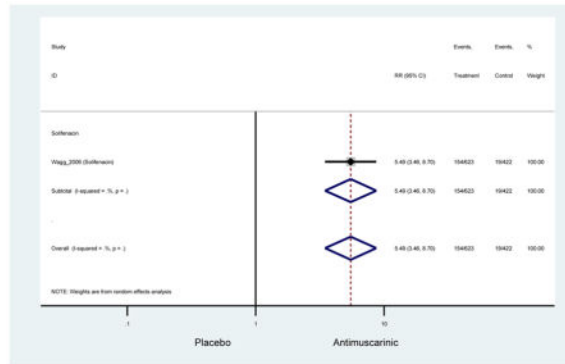 Study Events, Events, %
ID RR (95% CI) Treatment Control Weight
Solifenacin
Wagg_2006 (Solifenacin) 5.49 (3.46, 8.70) 154/623 19/422 100.00
Subtotal (I-squared = .%, p = .) 5.49 (3.46, 8.70) 154/623 19/422 100.00
.
Overall (I-squared = .%, p = .) 5.49 (3.46, 8.70) 154/623 19/422 100.00
NOTE: Weights are from random effects analysis
.1 1 10
Placebo Antimuscarinic